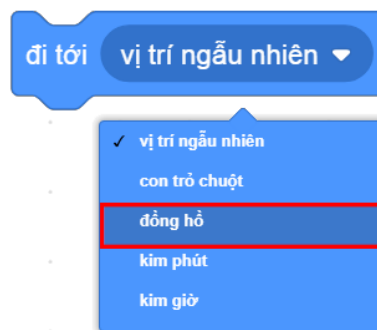 đi tới vị trí ngẫu nhiên
vị trí ngẫu nhiên
con trỏ chuột
đồng hồ
kim phút
kim giờ